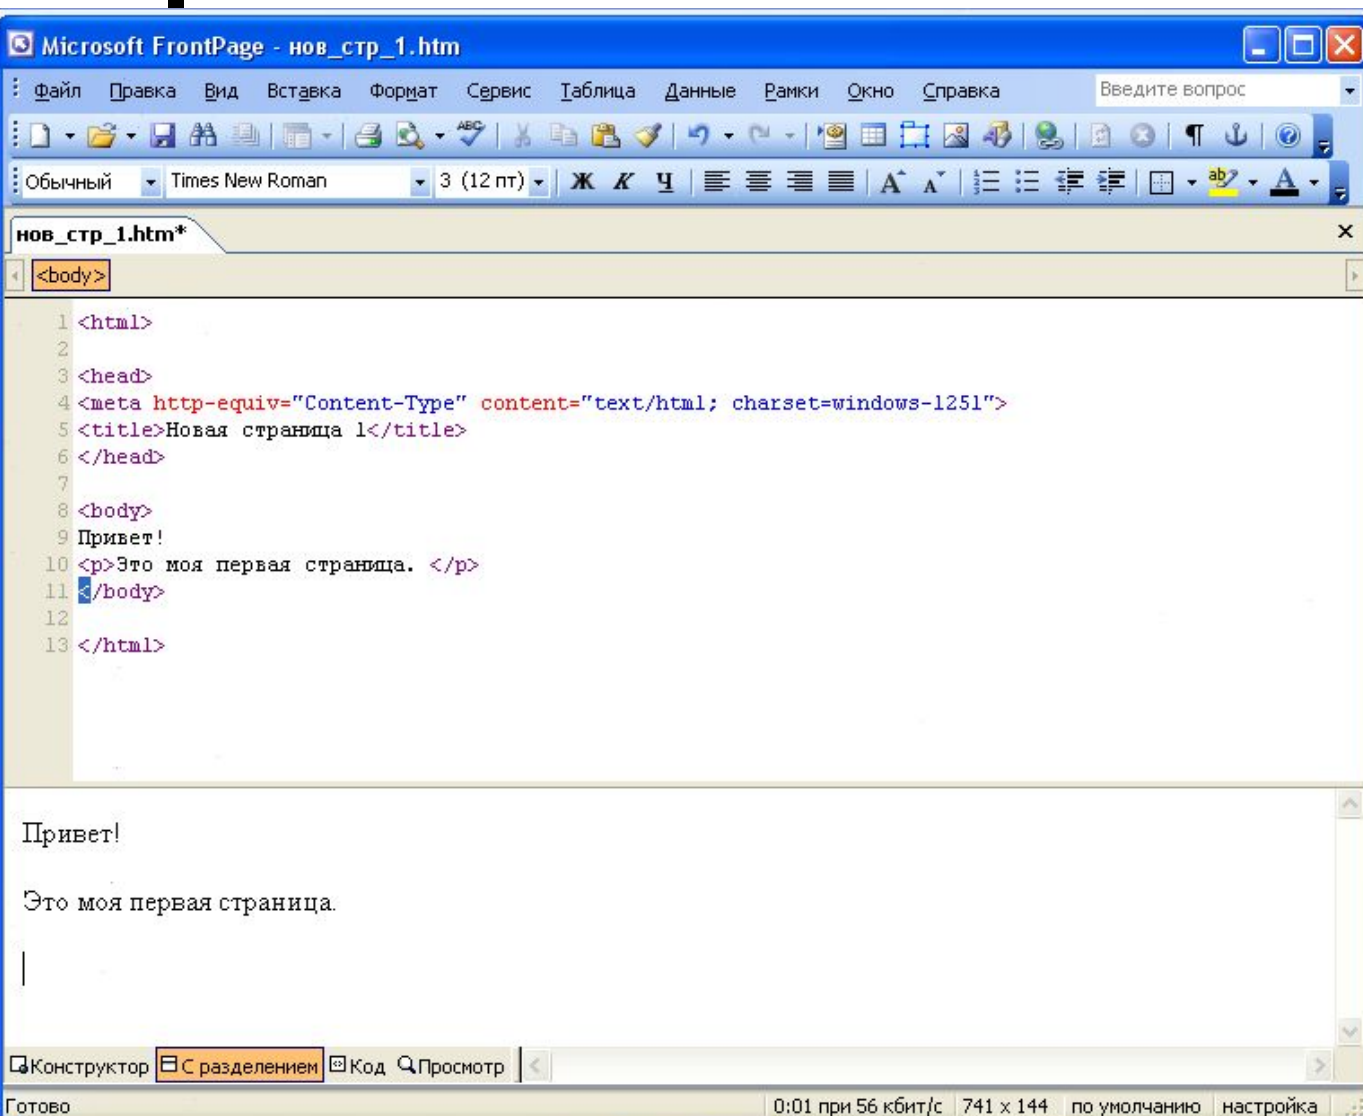 Microsoft FrontPage - нов_стр_1.htm
Файл Правка Вид Вставка Формат Сервис Таблица Данные Рамки Окно Справка Введите вопрос
Обычный Times New Roman 3 (12 пт) Ж К Ч A A ab A
нов_стр_1.htm*
<body>
1 <html>
2
3 <head>
4 <meta http-equiv="Content-Type" content="text/html; charset=windows-1251">
5 <title>Новая страница 1</title>
6 </head>
7
8 <body>
9 Привет!
10 <p>Это моя первая страница. </p>
11 </body>
12
13 </html>
Привет!
Это моя первая страница.
Конструктор С разделением Код Просмотр
Готово 0:01 при 56 кбит/с 741 x 144 по умолчанию настройка